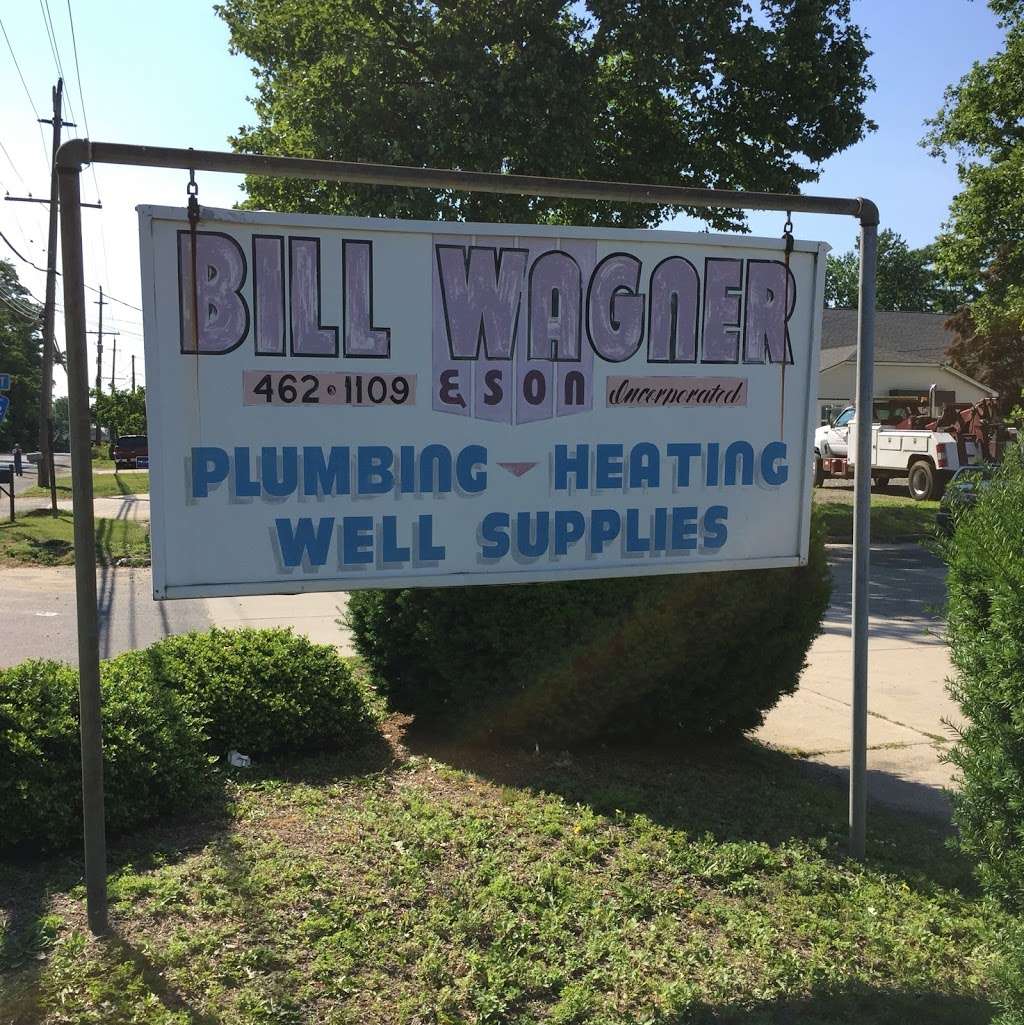 BILL WAGNER
462-1109 & SON Incorporated
PLUMBING HEATING
WELL SUPPLIES